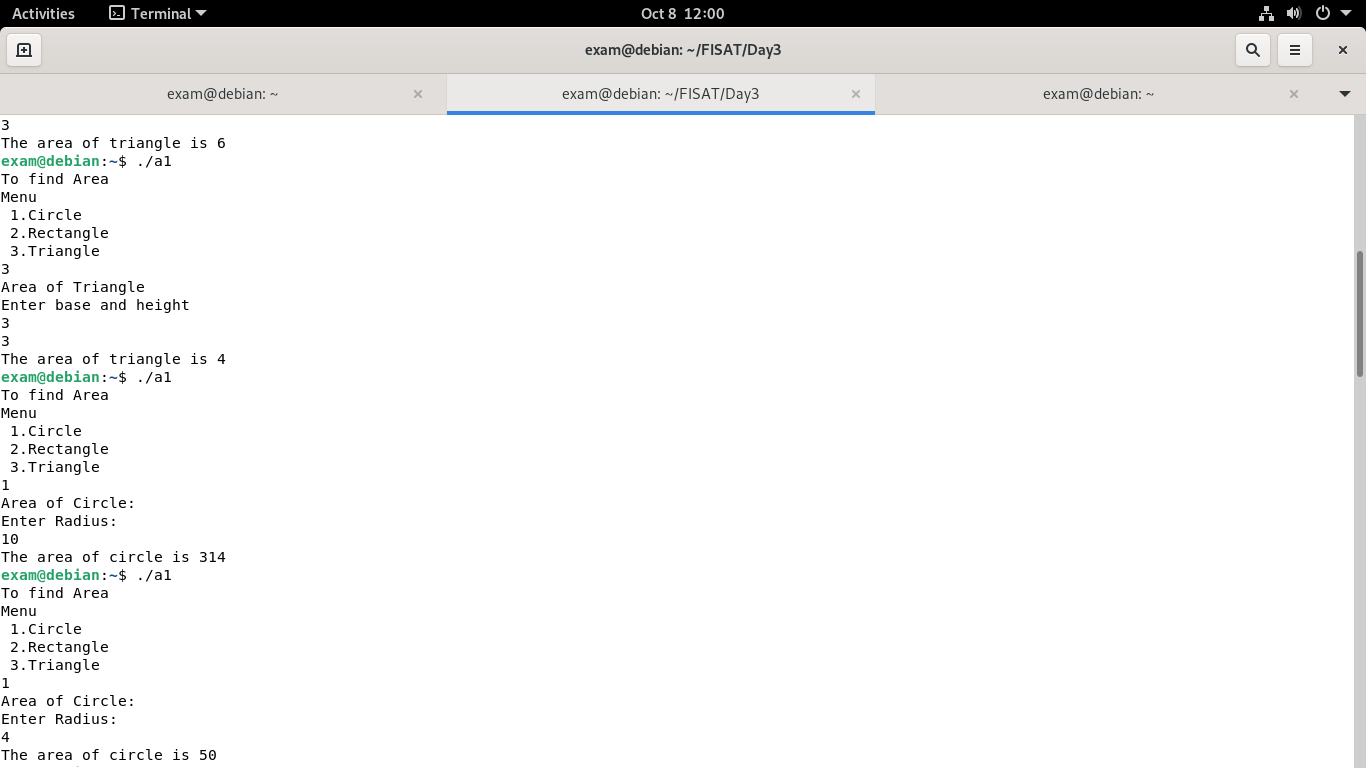 Activities Terminal Oct 8 12:00
exam@debian: ~/FISAT/Day3
exam@debian: ~ exam@debian: ~/FISAT/Day3 exam@debian: ~
3
The area of triangle is 6
exam@debian:~$ ./a1
To find Area
Menu
 1.Circle
 2.Rectangle
 3.Triangle
3
Area of Triangle
Enter base and height
3
3
The area of triangle is 4
exam@debian:~$ ./a1
To find Area
Menu
 1.Circle
 2.Rectangle
 3.Triangle
1
Area of Circle:
Enter Radius:
10
The area of circle is 314
exam@debian:~$ ./a1
To find Area
Menu
 1.Circle
 2.Rectangle
 3.Triangle
1
Area of Circle:
Enter Radius:
4
The area of circle is 50